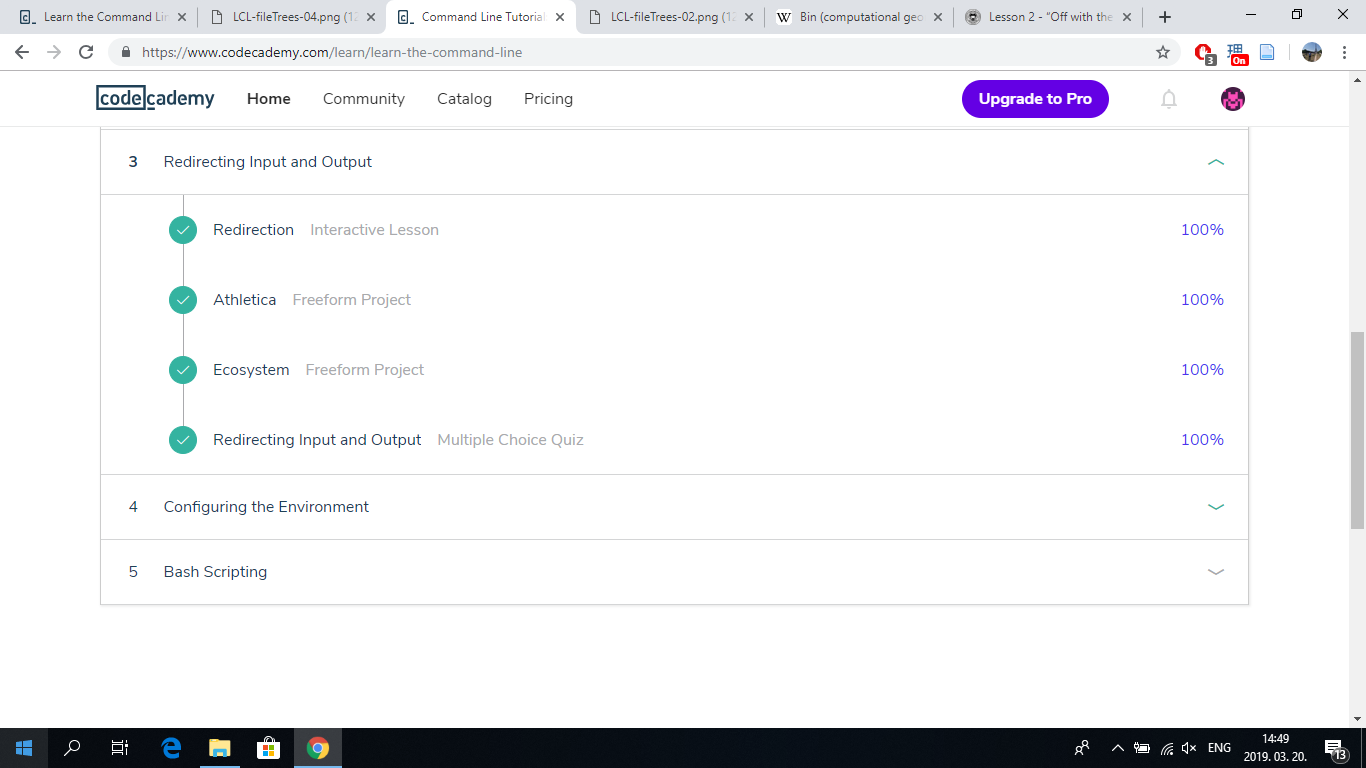 Learn the Command Lin
LCL-fileTrees-04.png (12
Command Line Tutorial
LCL-fileTrees-02.png (12
Bin (computational geo
Lesson 2 - "Off with the
https://www.codecademy.com/learn/learn-the-command-line
3
On
codecademy
Home
Community
Catalog
Pricing
Upgrade to Pro
3 Redirecting Input and Output
Redirection Interactive Lesson 100%
Athletica Freeform Project 100%
Ecosystem Freeform Project 100%
Redirecting Input and Output Multiple Choice Quiz 100%
4 Configuring the Environment
5 Bash Scripting
ENG
14:49
2019. 03. 20.
13